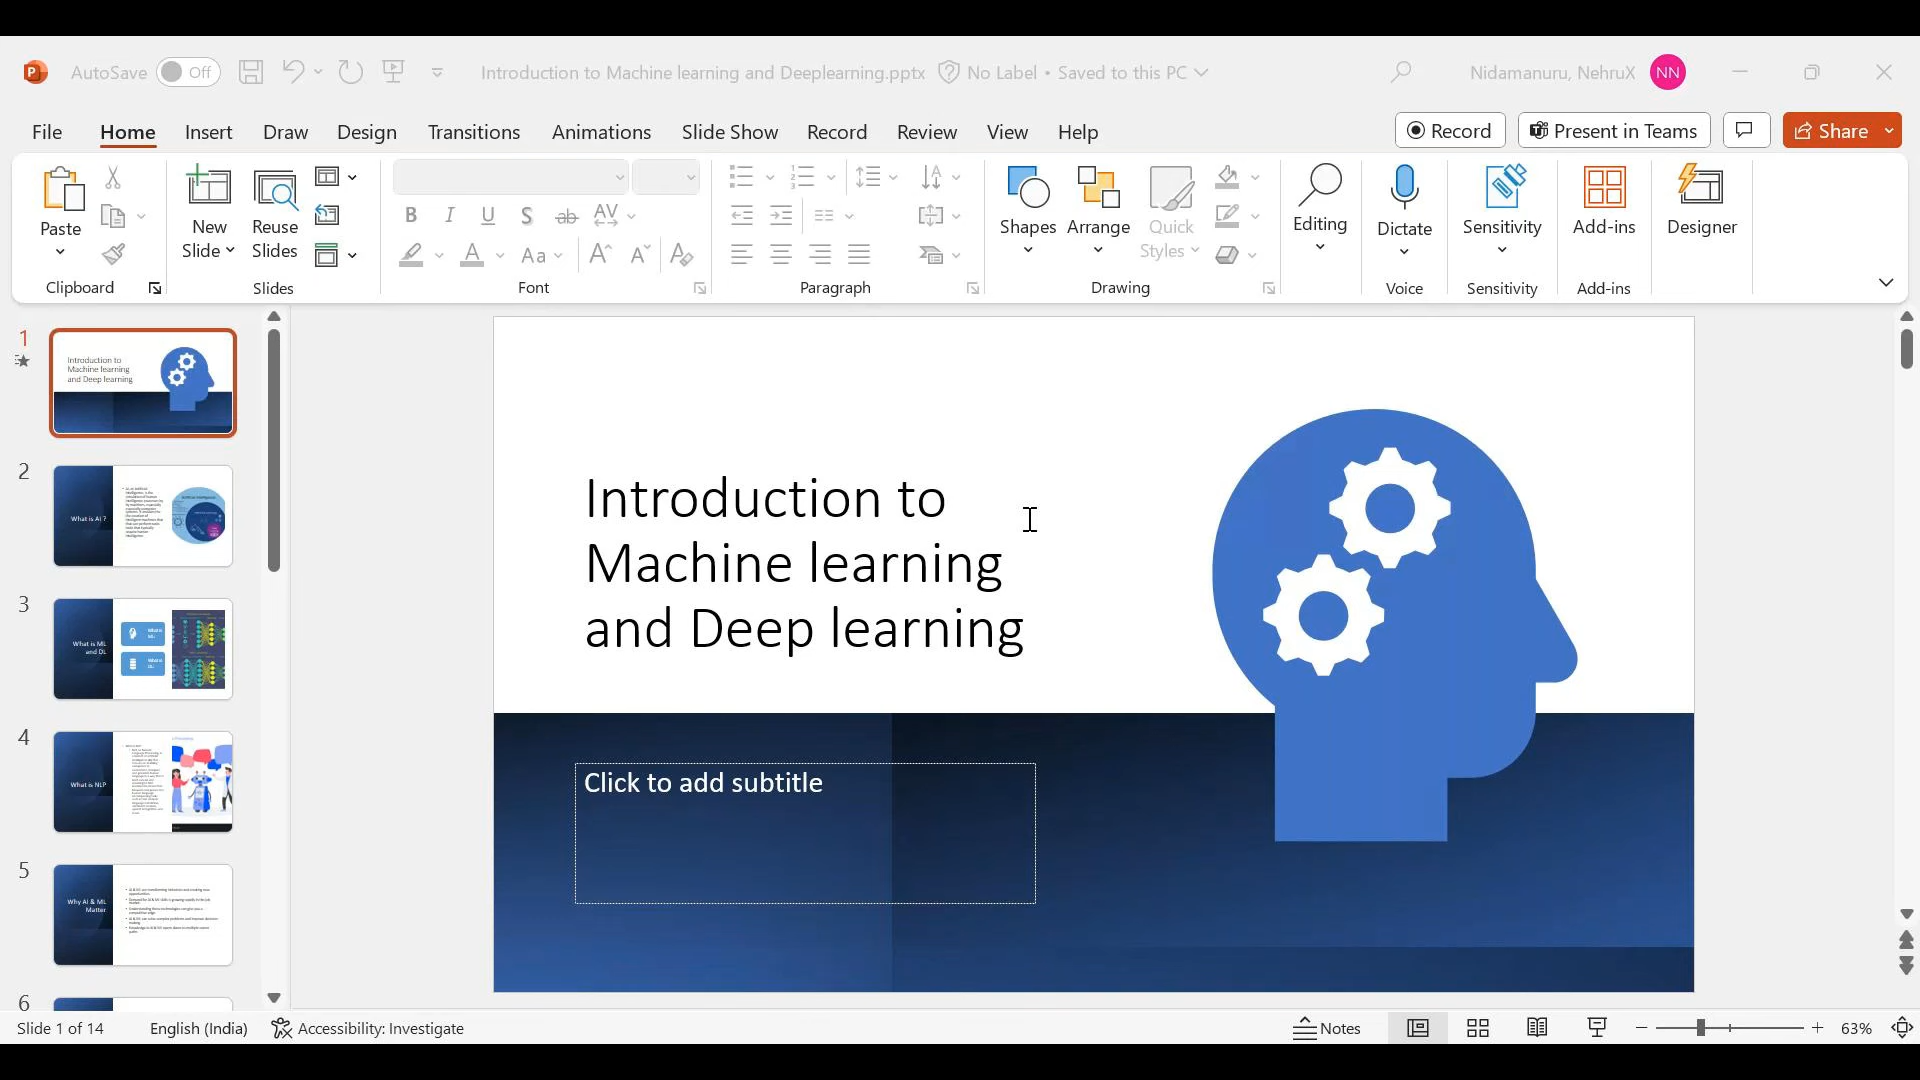 AutoSave Off Introduction to Machine learning and Deeplearning.pptx No Label • Saved to this PC Nidamanuru, NehruX NN
File Home Insert Draw Design Transitions Animations Slide Show Record Review View Help Record Present in Teams Share
Paste
New Slide
Reuse Slides
B I U S ab AV
Aa A A A
Shapes Arrange Quick Styles
Editing
Dictate
Sensitivity
Add-ins
Designer
Clipboard Slides Font Paragraph Drawing Voice Sensitivity Add-ins
1
Introduction to
Machine learning
and Deep learning
2
What is AI ?
3
What is ML
and DL
4
What is NLP
5
Why AI & ML
Matter
6
Introduction to
Machine learning
and Deep learning
Click to add subtitle
Slide 1 of 14 English (India) Accessibility: Investigate Notes 63%